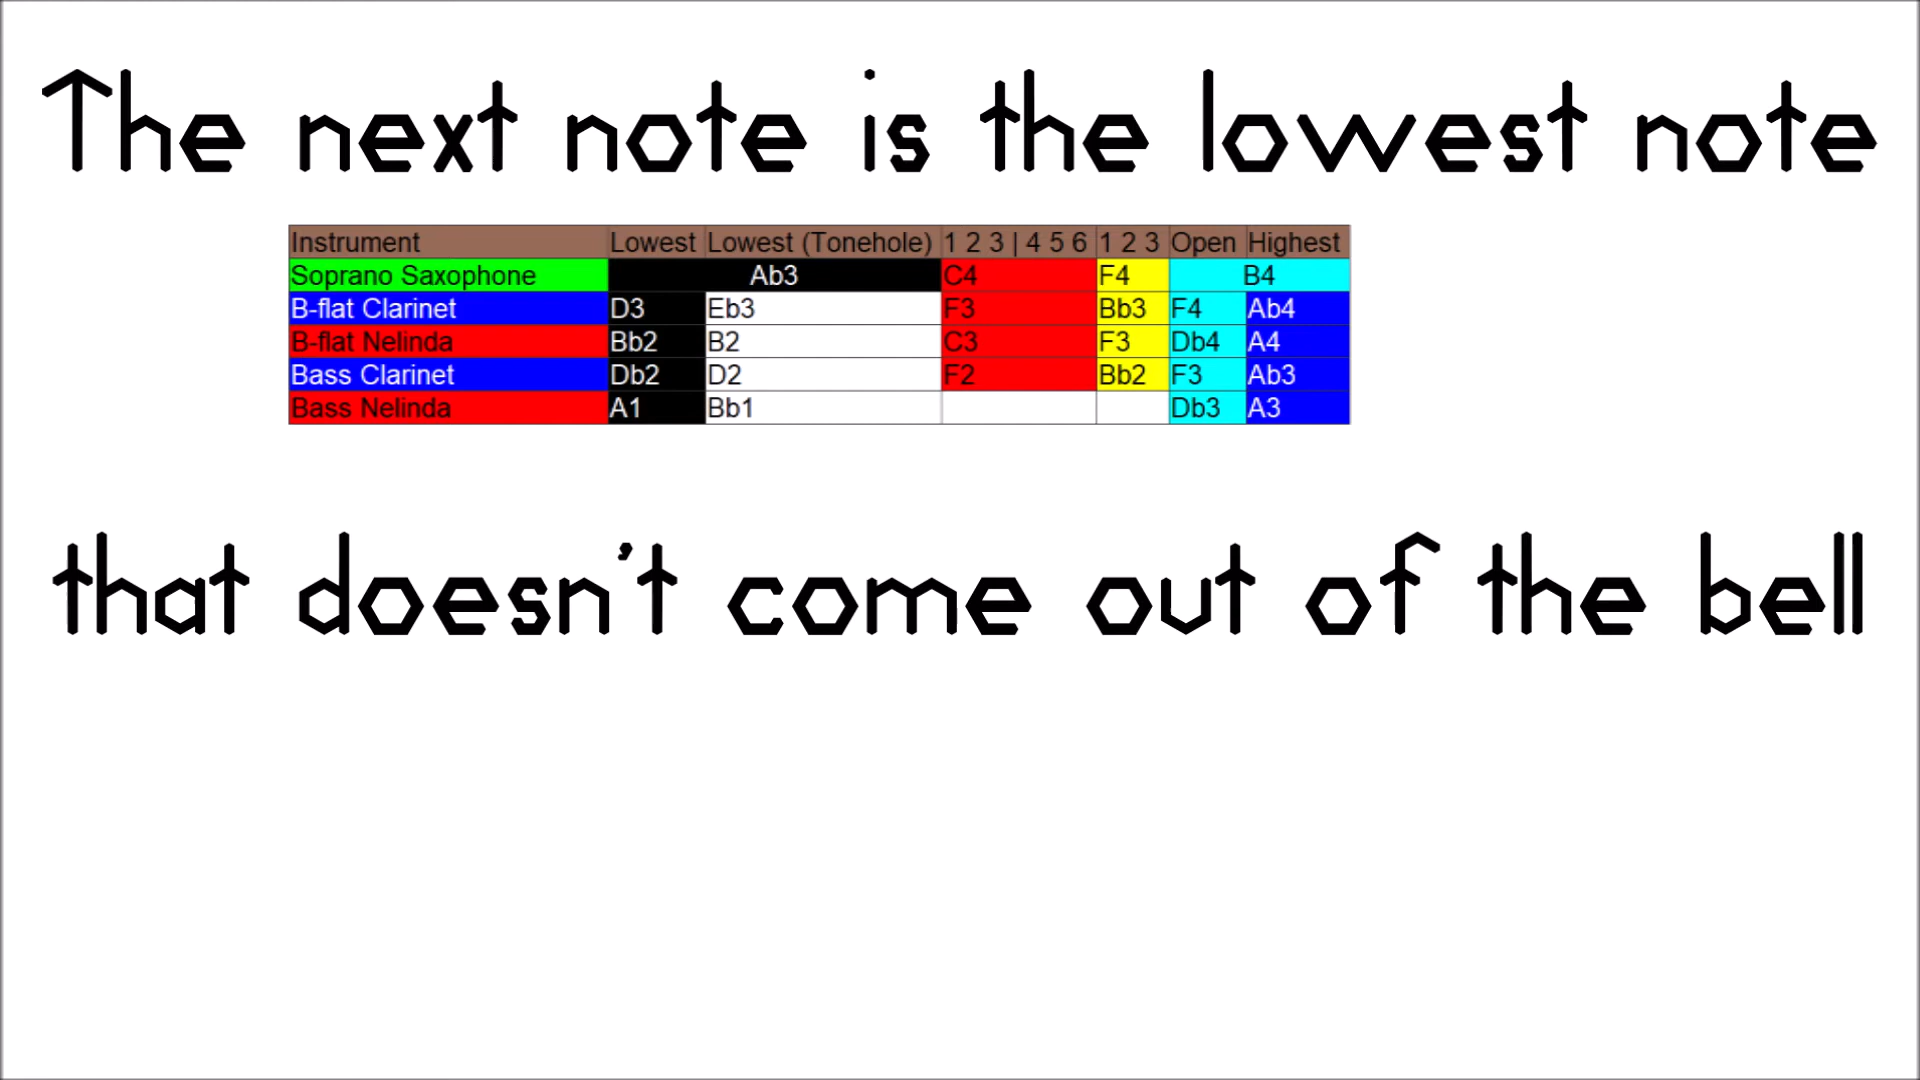 The next note is the lowest note
Instrument Lowest Lowest (Tonehole) 1 2 3 | 4 5 6 1 2 3 Open Highest
Soprano Saxophone Ab3 C4 F4 B4
B-flat Clarinet D3 Eb3 F3 Bb3 F4 Ab4
B-flat Nelinda Bb2 B2 C3 F3 Db4 A4
Bass Clarinet Db2 D2 F2 Bb2 F3 Ab3
Bass Nelinda A1 Bb1 Db3 A3
that doesn't come out of the bell